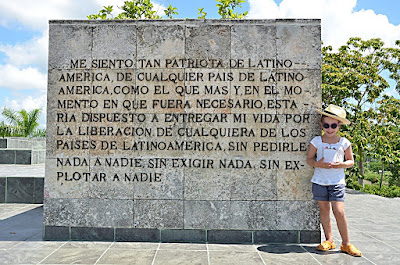 ME SIENTO TAN PATRIOTA DE LATINO-
AMERICA, DE CUALQUIER PAIS DE LATINO
AMERICA, COMO EL QUE MAS Y, EN EL MO-
MENTO EN QUE FUERA NECESARIO, ESTA-
RIA DISPUESTO A ENTREGAR MI VIDA POR
LA LIBERACION DE CUALQUIERA DE LOS
PAISES DE LATINOAMERICA, SIN PEDIRLE
NADA A NADIE, SIN EXIGIR NADA, SIN EX-
PLOTAR A NADIE